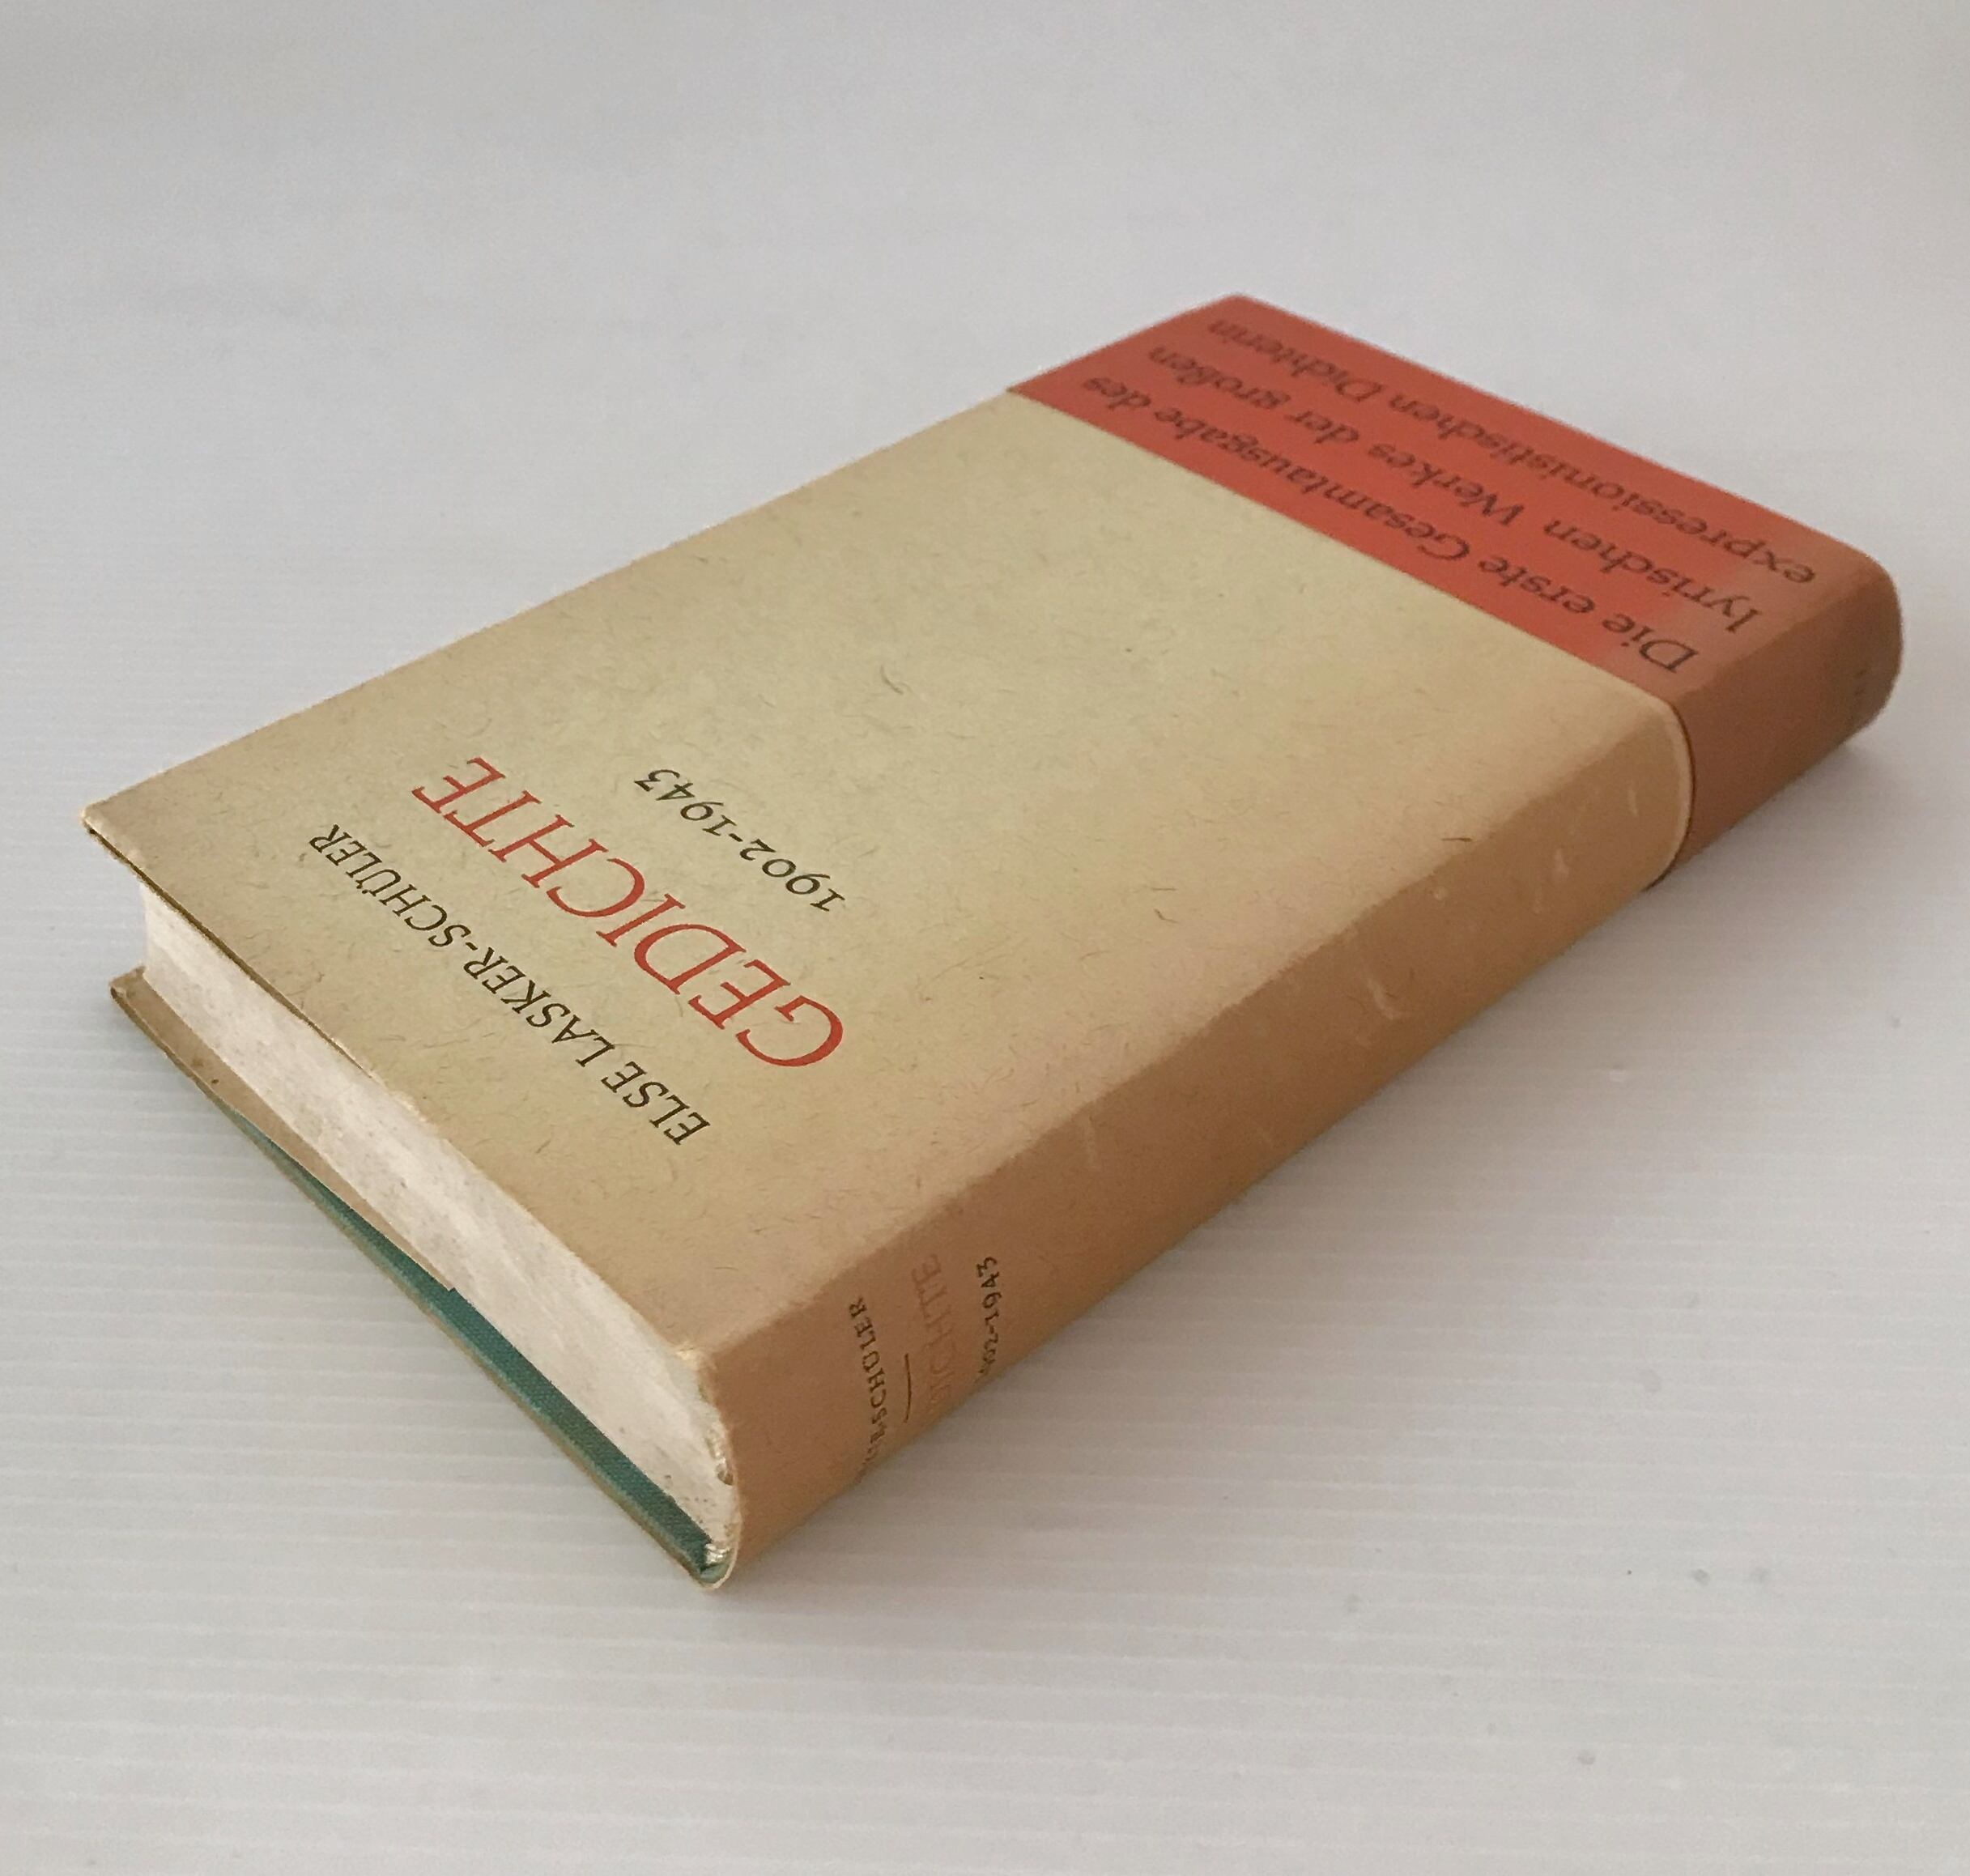 ELSE LASKER-SCHÜLER
GEDICHTE
1902-1943
Die erste Gesamtausgabe des
lyrischen Werkes der großen
expressionistischen Dichterin